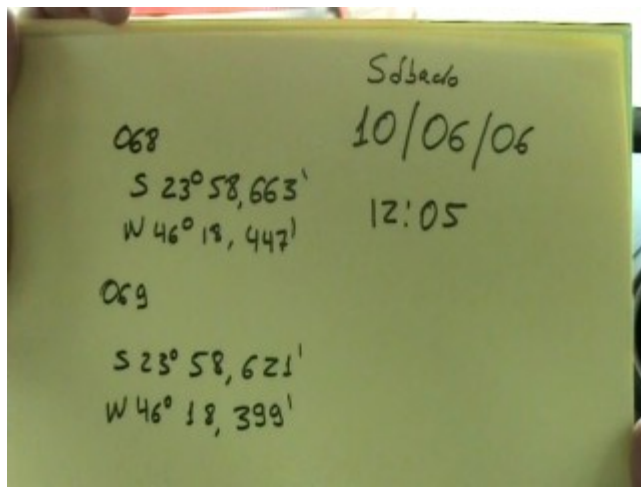 Sábado
10/06/06
12:05
068
S 23° 58,663'
W 46° 18, 447'
069
S 23° 58,621'
W 46° 18, 399'